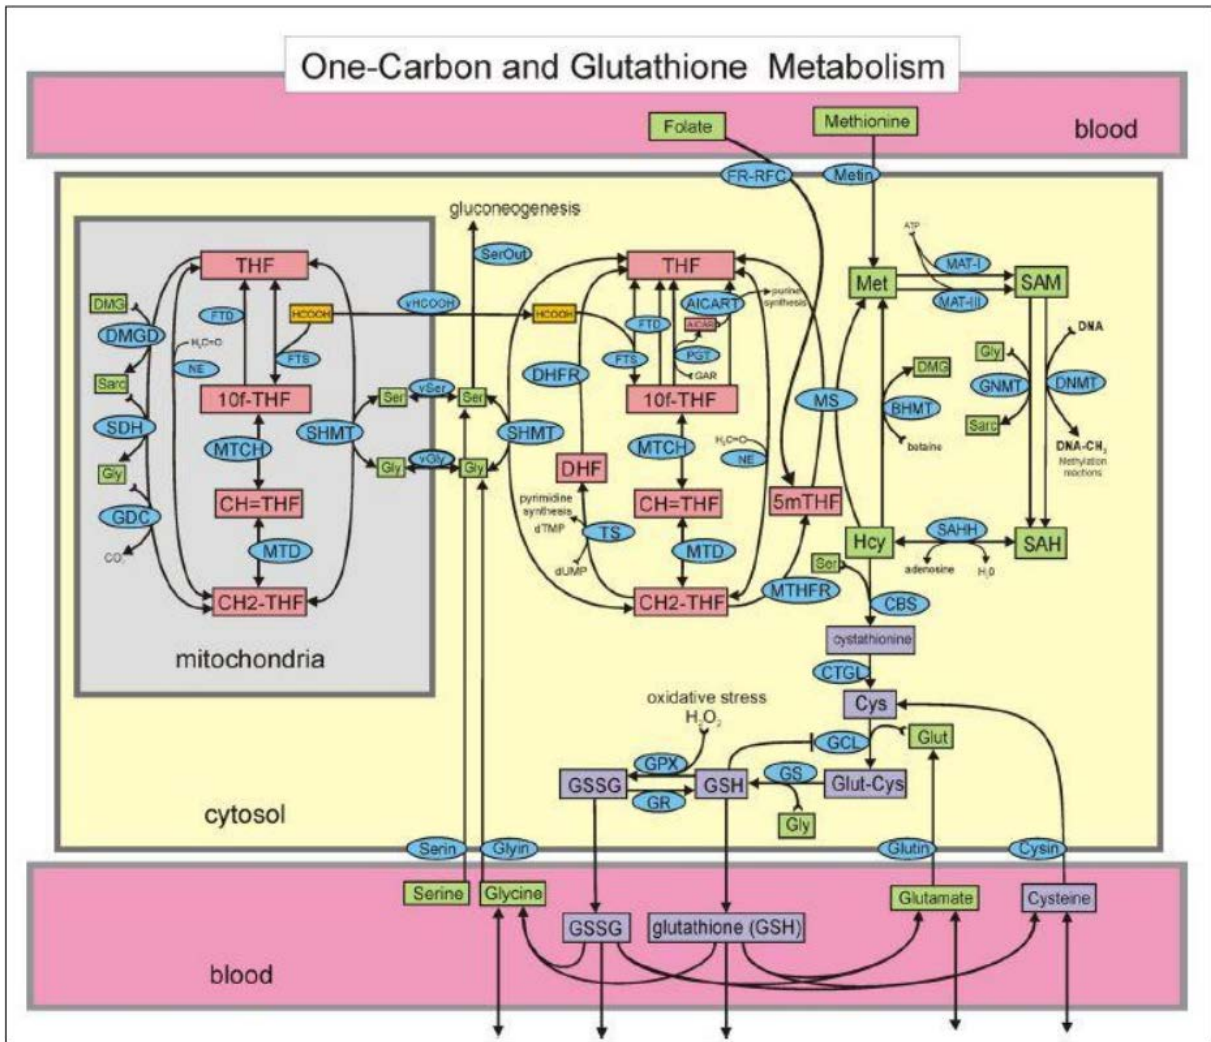 One-Carbon and Glutathione Metabolism
Folate
Methionine
blood
FR-RFC
Metin
gluconeogenesis
SerOut
THF
DMG
DMGD
FTD
HCOOH
H₂C=O
NE
FTS
Sarc
10f-THF
SDH
MTCH
SHMT
Gly
CH=THF
GDC
MTD
CH2-THF
mitochondria
vHCOOH
Ser
vSer
Ser
Gly
vGly
Gly
HCOOH
THF
AICART
purine
synthesis
FTD
AICAR
FTS
PGT
GAR
DHFR
10f-THF
SHMT
MTCH
H₂C=O
NE
MS
DHF
CH=THF
5mTHF
pyrimidine
synthesis
dTMP
TS
dUMP
MTD
CH2-THF
MTHFR
ATP
Met
MAT-I
MAT-III
SAM
DNA
Gly
DMG
GNMT
DNMT
BHMT
Sarc
betaine
DNA-CH₃
Methylation
reactions
Hcy
SAHH
SAH
adenosine
H₂0
Ser
CBS
cystathionine
CTGL
Cys
oxidative stress
H₂O₂
GCL
Glut
GPX
GS
GSSG
GSH
Glut-Cys
GR
Gly
cytosol
Serin
Glyin
Glutin
Cysin
Serine
Glycine
Glutamate
Cysteine
GSSG
glutathione (GSH)
blood